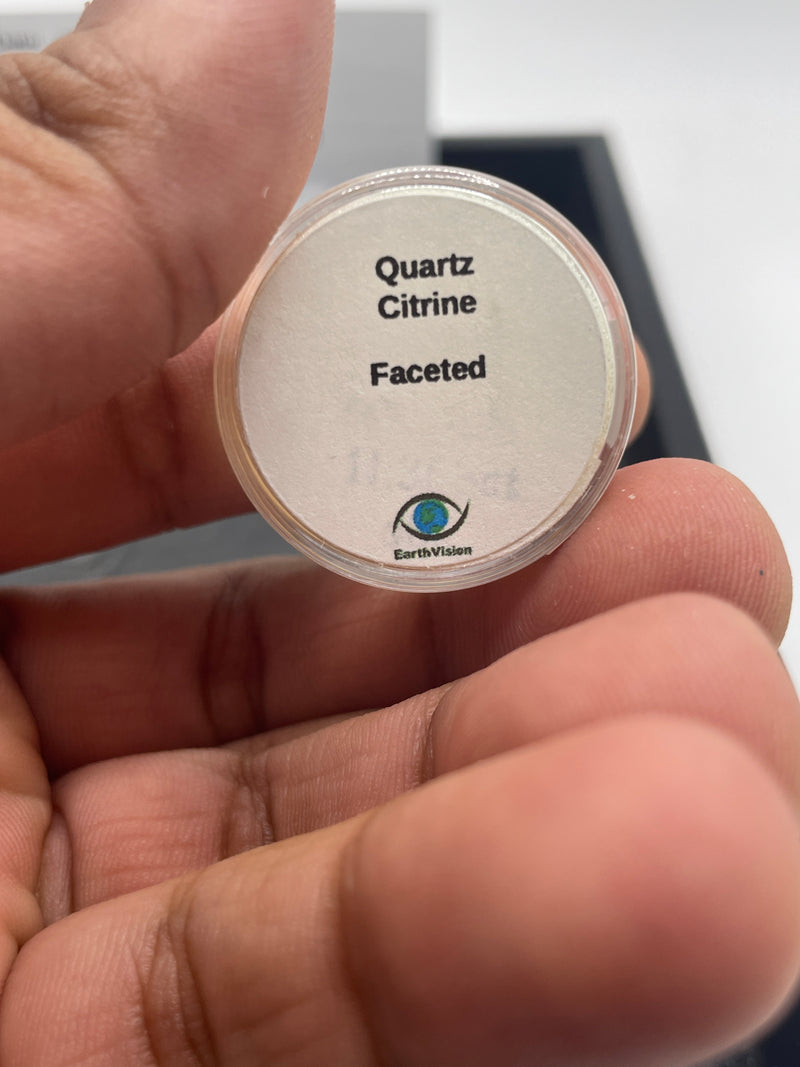 Quartz
Citrine
Faceted
EarthVision